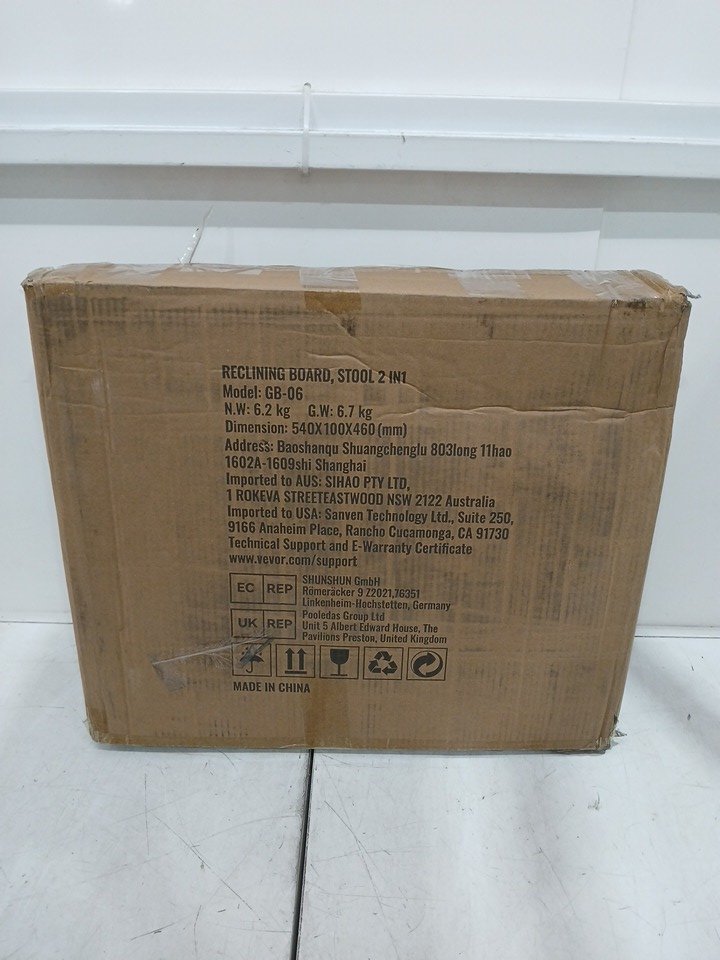 RECLINING BOARD, STOOL 2 IN1
Model: GB-06
N.W: 6.2 kg G.W: 6.7 kg
Dimension: 540X100X460(mm)
Address: Baoshanqu Shuangchenglu 803long 11hao
1602A-1609shi Shanghai
Imported to AUS: SIHAO PTY LTD,
1 ROKEVA STREETEASTWOOD NSW 2122 Australia
Imported to USA: Sanven Technology Ltd., Suite 250,
9166 Anaheim Place, Rancho Cucamonga, CA 91730
Technical Support and E-Warranty Certificate
www.vevor.com/support
EC REP
SHUNSHUN GmbH
Römeräcker 9 Z2021,76351
Linkenheim-Hochstetten, Germany
UK REP
Pooledas Group Ltd
Unit 5 Albert Edward House, The
Pavilions Preston, United Kingdom
MADE IN CHINA